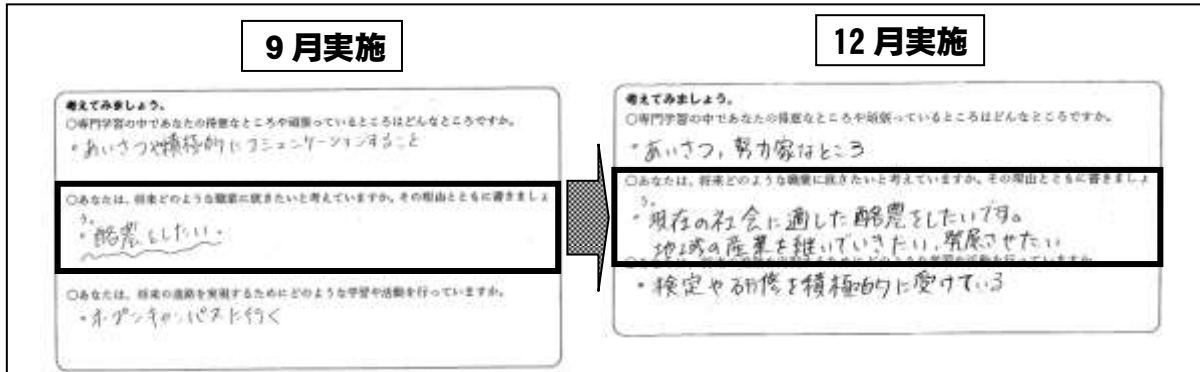 9月実施
考えてみましょう。
○専門学習の中であなたの得意なところや頑張っているところはどんなところですか。
・あいさつや積極的にコミュニケーションすること
○あなたは、将来どのような職業に就きたいと考えていますか。その理由とともに書きましょ
う。
・酪農をしたい。
○あなたは、将来の進路を実現するためにどのような学習や活動を行っていますか。
・オープンキャンパスに行く
12月実施
考えてみましょう。
○専門学習の中であなたの得意なところや頑張っているところはどんなところですか。
・あいさつ，努力家なところ
○あなたは、将来どのような職業に就きたいと考えていますか。その理由とともに書きましょ
う。
・現在の社会に適した酪農をしたいです。
地域の産業を継いでいきたい，発展させたい
・検定や研修を積極的に受けている